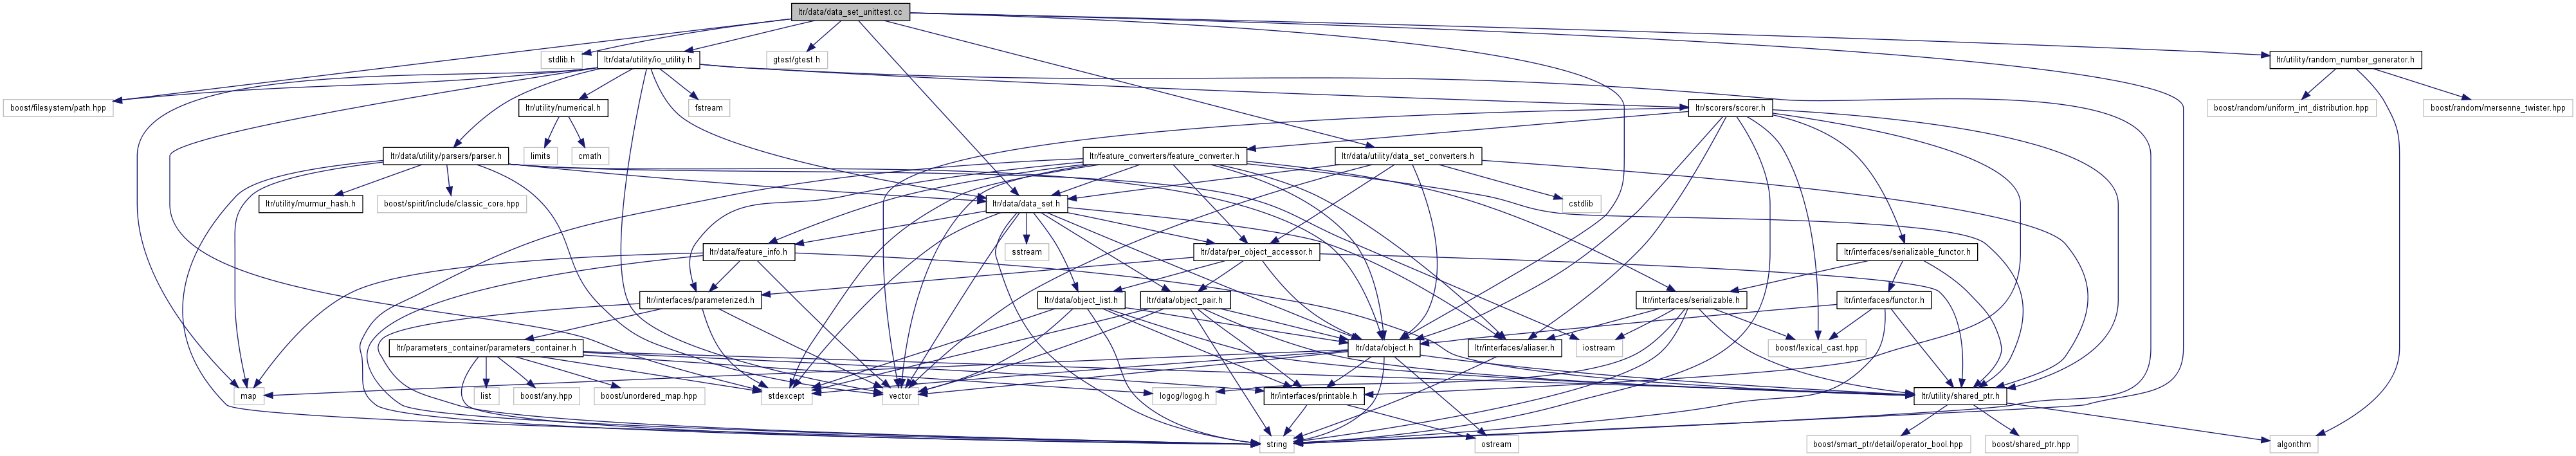 ltr/data/data_set_unittest.cc
stdlib.h
ltr/data/utility/io_utility.h
gtest/gtest.h
ltr/utility/random_number_generator.h
boost/filesystem/path.hpp
ltr/utility/numerical.h
fstream
ltr/scorers/scorer.h
boost/random/uniform_int_distribution.hpp
boost/random/mersenne_twister.hpp
ltr/data/utility/parsers/parser.h
limits
cmath
ltr/feature_converters/feature_converter.h
ltr/data/utility/data_set_converters.h
ltr/utility/murmur_hash.h
boost/spirit/include/classic_core.hpp
ltr/data/data_set.h
cstdlib
ltr/data/feature_info.h
sstream
ltr/data/per_object_accessor.h
ltr/interfaces/serializable_functor.h
ltr/interfaces/parameterized.h
ltr/data/object_list.h
ltr/data/object_pair.h
ltr/interfaces/serializable.h
ltr/interfaces/functor.h
ltr/parameters_container/parameters_container.h
ltr/data/object.h
ltr/interfaces/aliaser.h
iostream
boost/lexical_cast.hpp
map
list
boost/any.hpp
boost/unordered_map.hpp
stdexcept
vector
logog/logog.h
ltr/interfaces/printable.h
ltr/utility/shared_ptr.h
string
ostream
boost/smart_ptr/detail/operator_bool.hpp
boost/shared_ptr.hpp
algorithm